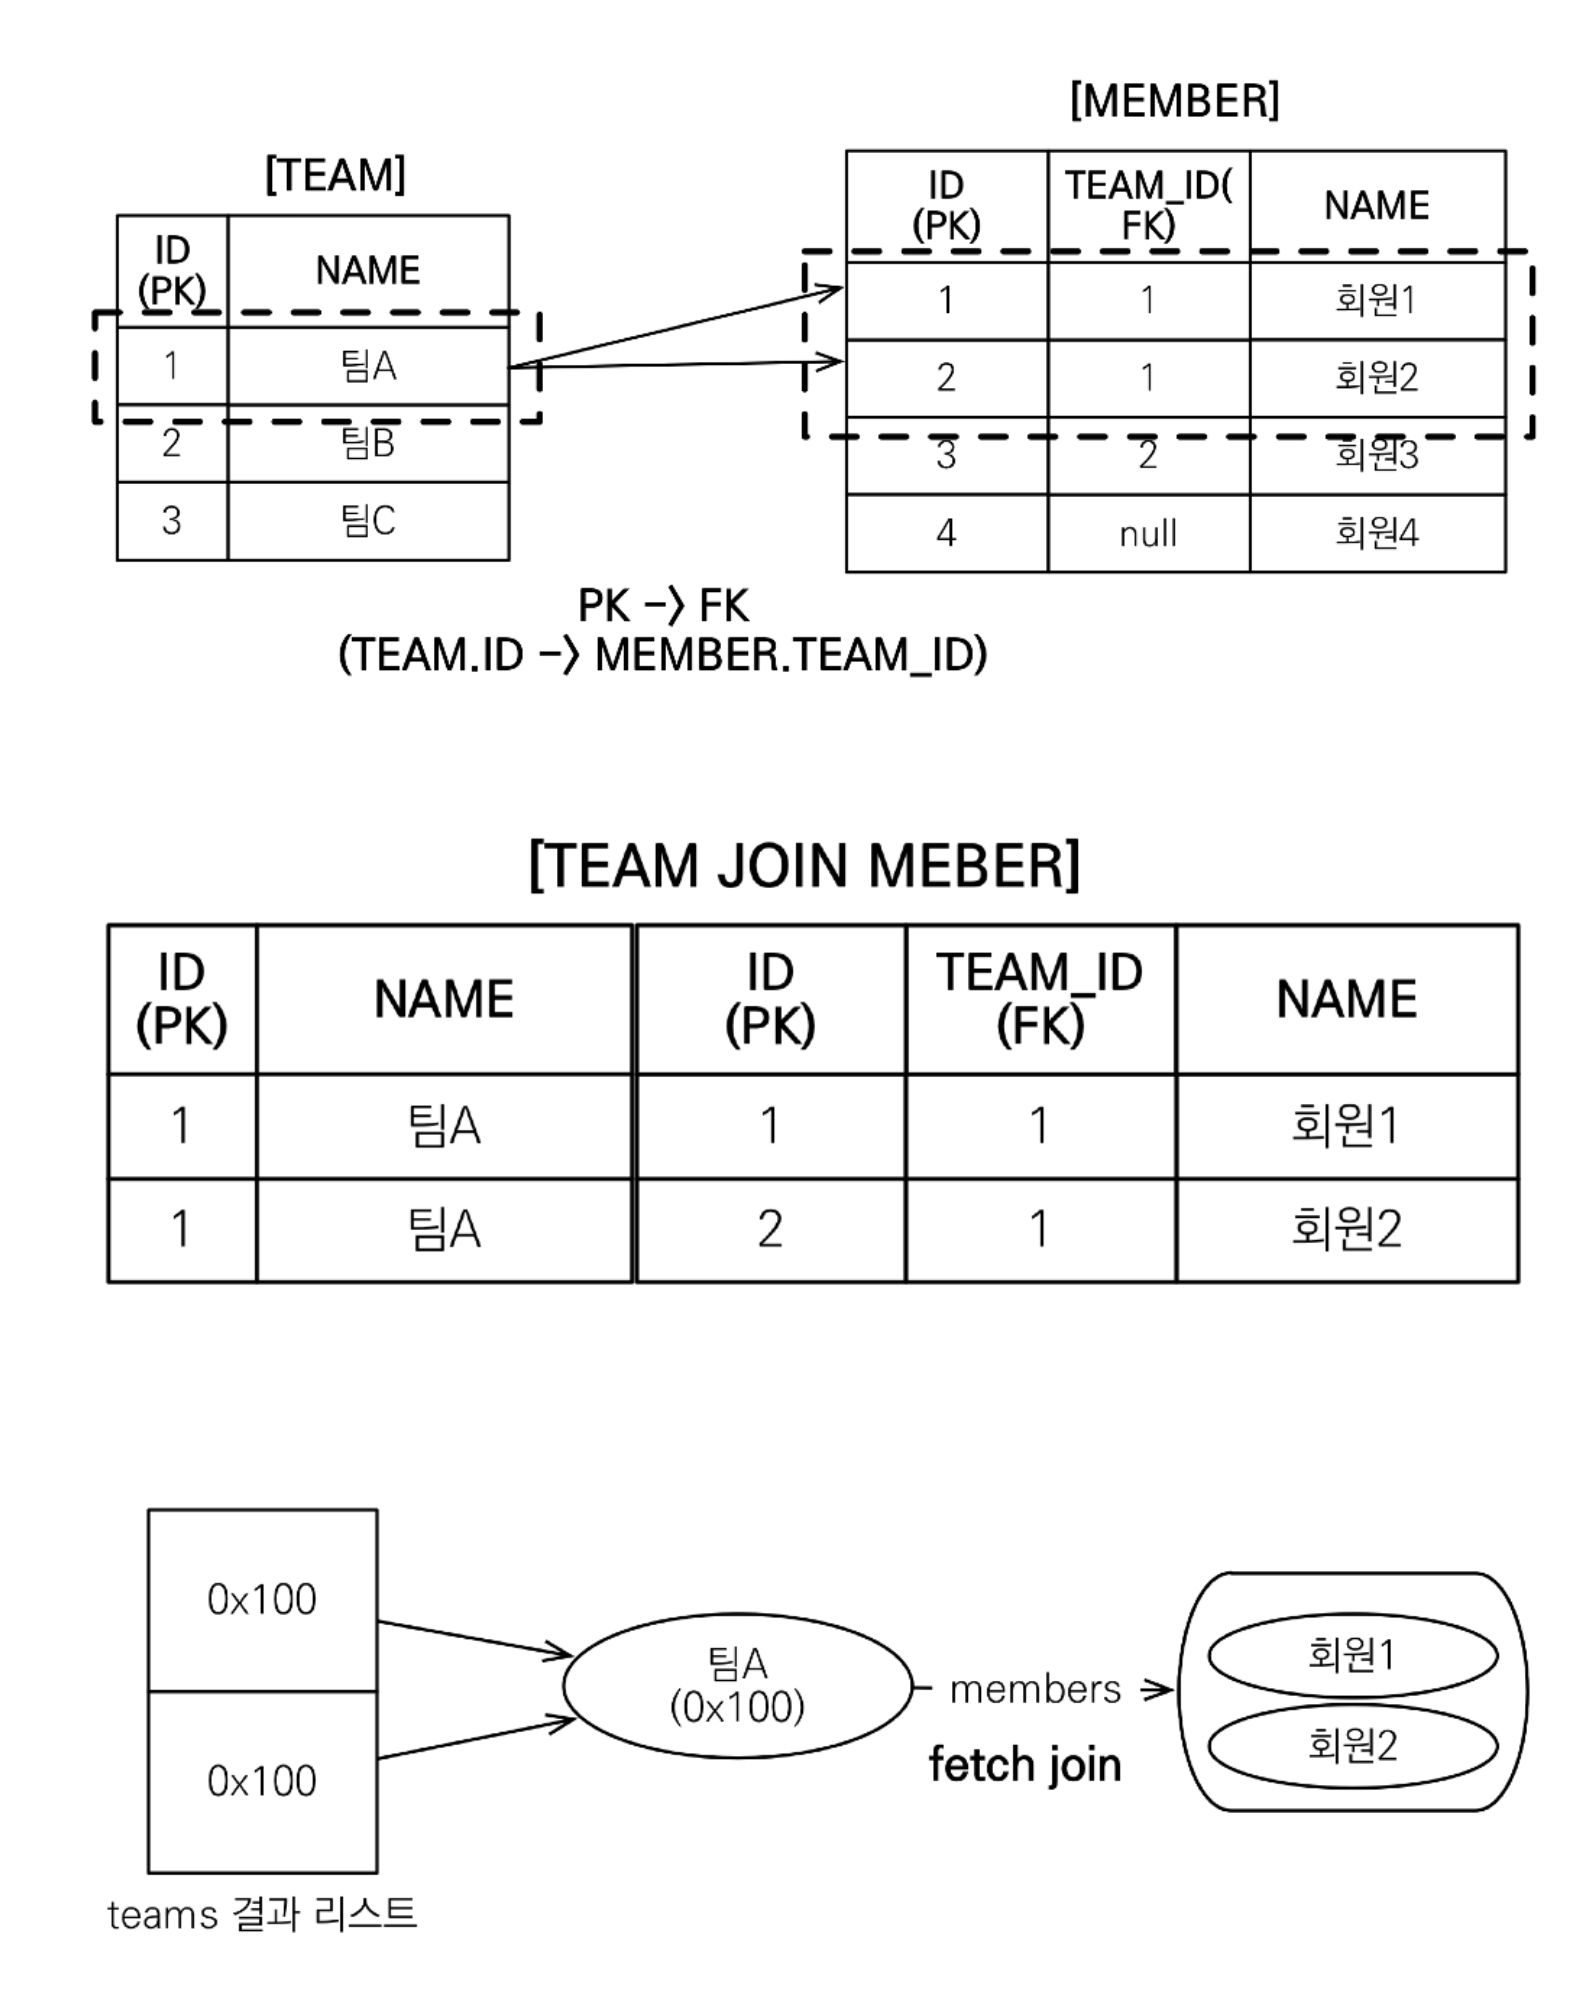 [TEAM]
ID
(PK)
NAME
1
팀A
2
팀B
3
팀C
[MEMBER]
ID
(PK)
TEAM_ID(
FK)
NAME
1
1
회원1
2
1
회원2
3
2
회원3
4
null
회원4
PK -> FK
(TEAM.ID -> MEMBER.TEAM_ID)
[TEAM JOIN MEBER]
ID
(PK)
NAME
ID
(PK)
TEAM_ID
(FK)
NAME
1
팀A
1
1
회원1
1
팀A
2
1
회원2
0x100
0x100
teams 결과 리스트
팀A
(0x100)
members
fetch join
회원1
회원2